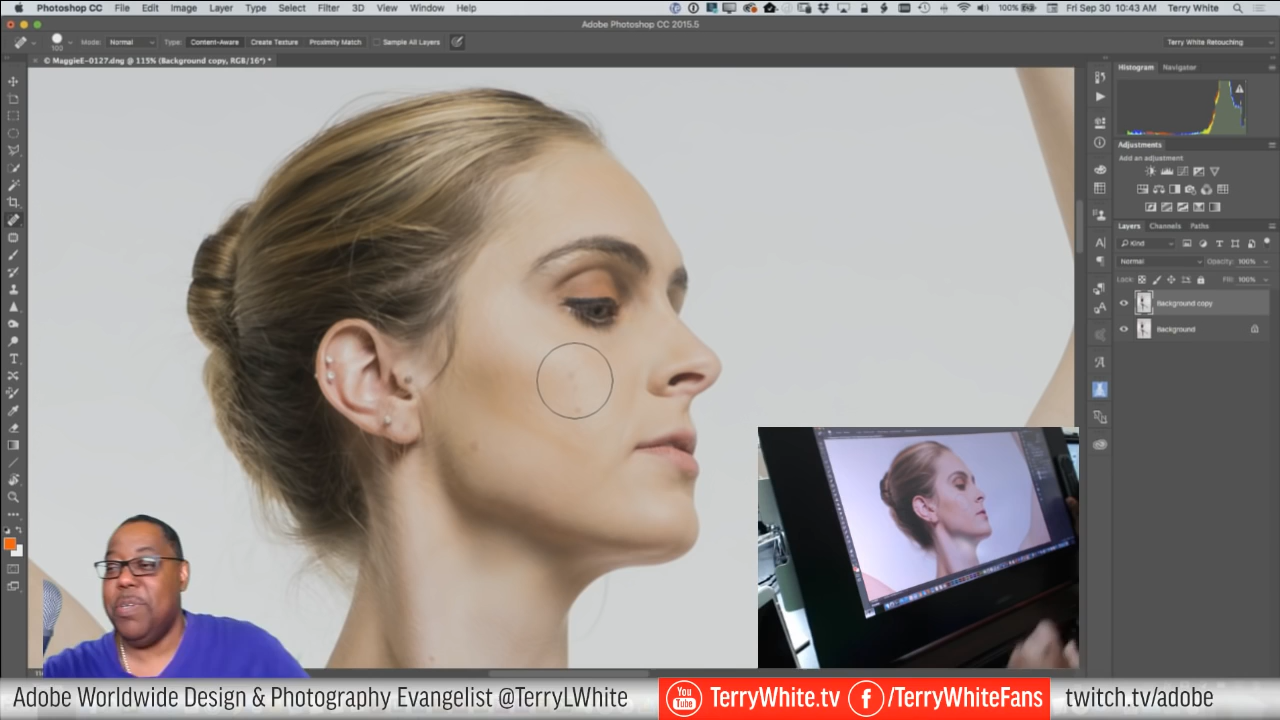 Photoshop CC File Edit Image Layer Type Select Filter 3D View Window Help 100% Fri Sep 30 10:43 AM Terry White
Adobe Photoshop CC 2015.5
100 Mode: Normal Type: Content-Aware Create Texture Proximity Match Sample All Layers Terry White Retouching
© MaggieE-0127.dng @ 115% (Background copy, RGB/16*) *
Histogram Navigator
Adjustments
Add an adjustment
Layers Channels Paths
Kind
Normal Opacity: 100%
Lock: Fill: 100%
Background copy
Background
Adobe Worldwide Design & Photography Evangelist @TerryLWhite You Tube TerryWhite.tv /TerryWhiteFans twitch.tv/adobe